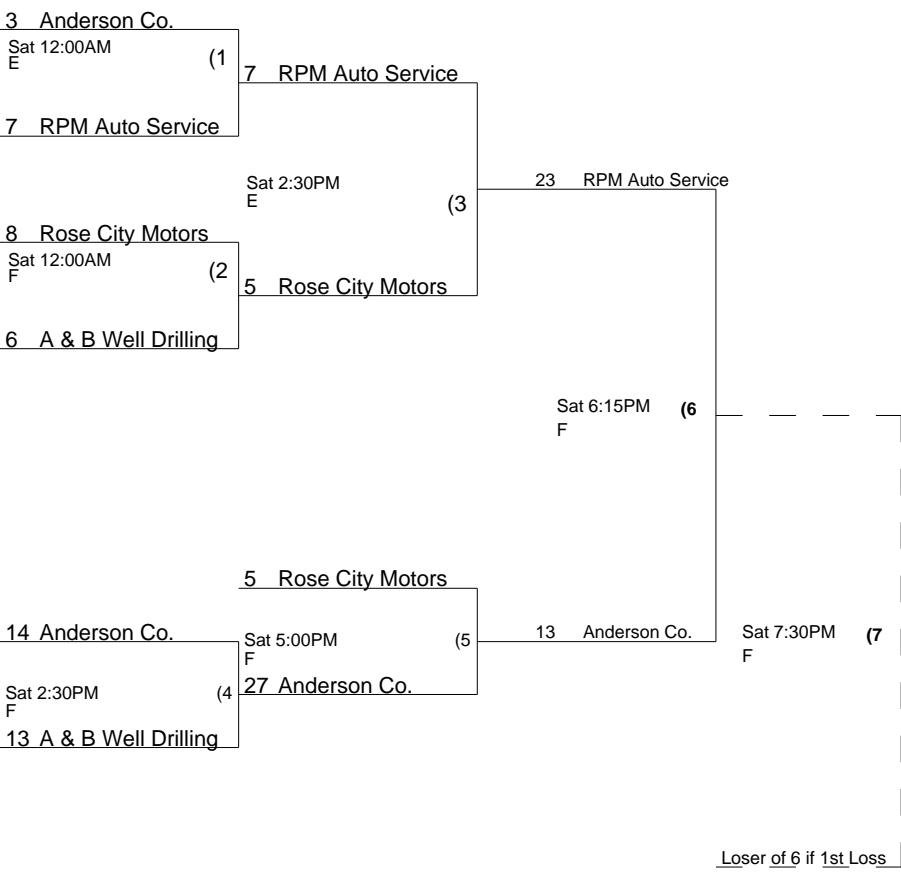 3 Anderson Co.
Sat 12:00AM
E
(1
7 RPM Auto Service
7 RPM Auto Service
Sat 2:30PM
E
(3
23 RPM Auto Service
8 Rose City Motors
Sat 12:00AM
F
(2
5 Rose City Motors
6 A & B Well Drilling
Sat 6:15PM
F
(6
5 Rose City Motors
14 Anderson Co.
Sat 5:00PM
F
(5
13 Anderson Co.
Sat 7:30PM
F
(7
Sat 2:30PM
F
(4
27 Anderson Co.
13 A & B Well Drilling
Loser of 6 if 1st Loss